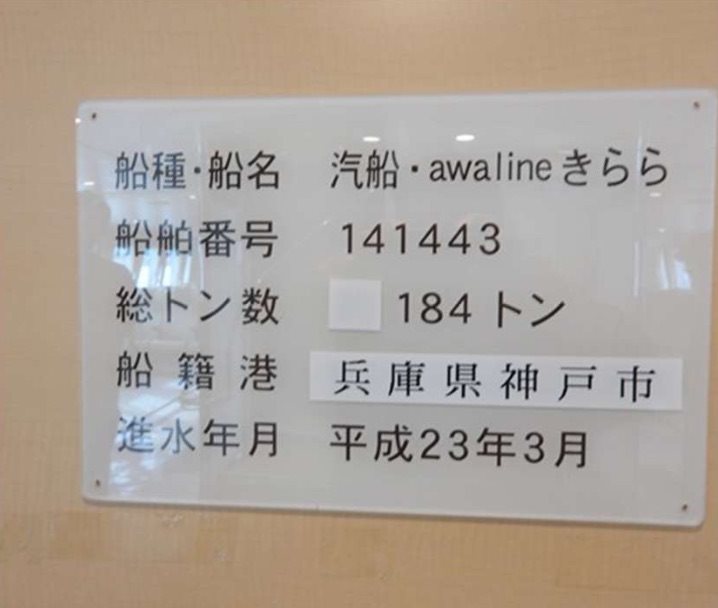 船種・船名 汽船・awalineきらら
船舶番号 141443
総トン数 184トン
船籍港 兵庫県神戸市
進水年月 平成23年3月